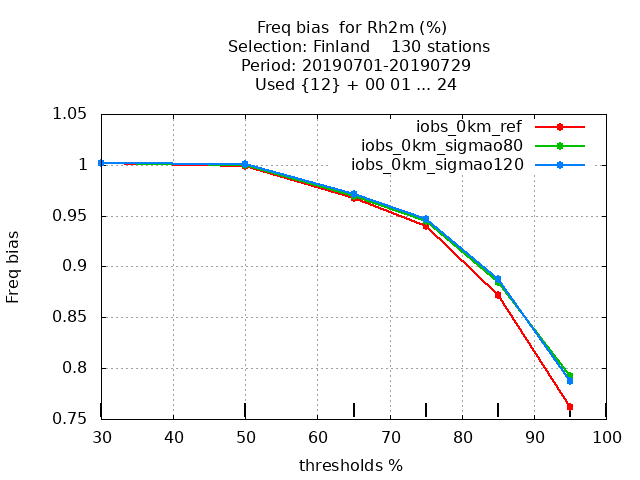 Freq bias  for Rh2m (%)
Selection: Finland    130 stations
Period: 20190701-20190729
Used {12} + 00 01 ... 24
iobs_0km_ref
iobs_0km_sigmao80
iobs_0km_sigmao120
1.05
1
0.95
0.9
0.85
0.8
0.75
Freq bias
30 40 50 60 70 80 90 100
thresholds %